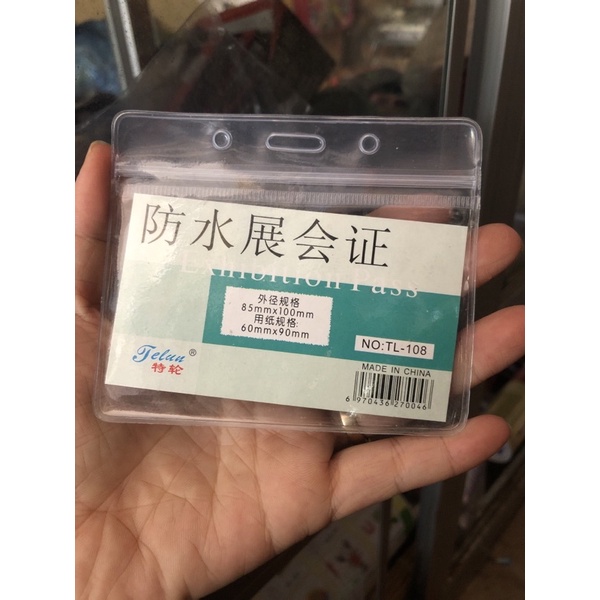 防水展会证
Exhibition Pass
外径规格
85mmx100mm
用纸规格:
60mmx90mm
NO:TL-108
Telun®
特轮
MADE IN CHINA
6 970436 270046